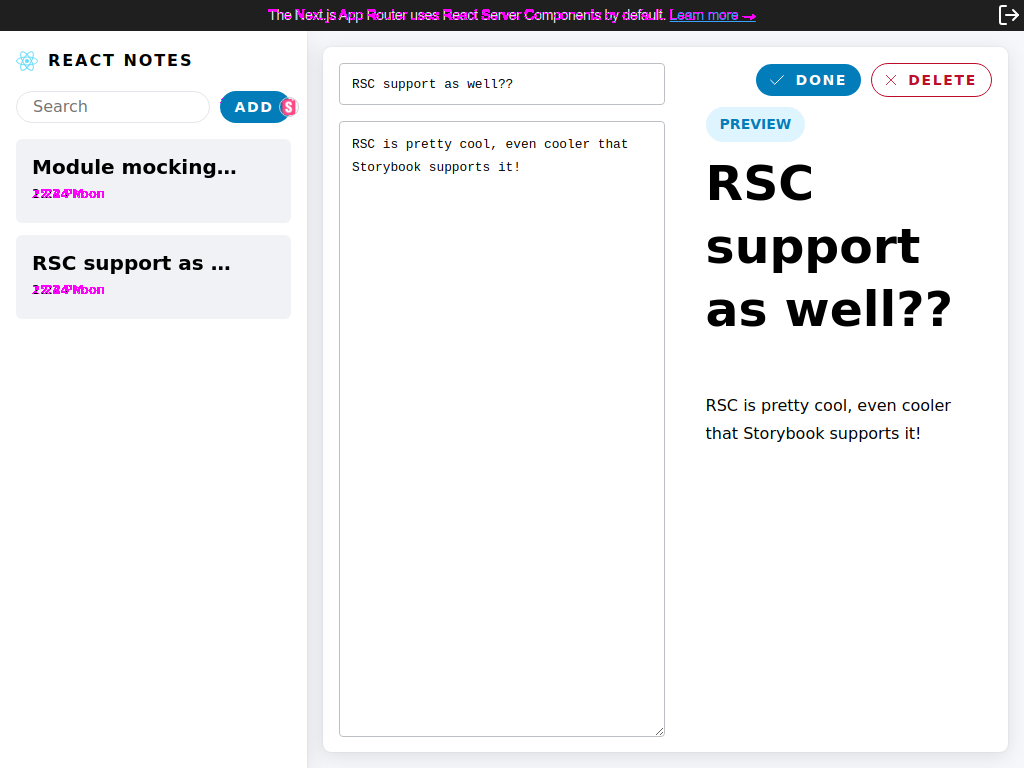 The Next.js App Router uses React Server Components by default. Learn more →
REACT NOTES
Search
ADD
S
Module mocking...
RSC support as ...
RSC support as well??
RSC is pretty cool, even cooler that
Storybook supports it!
DONE
DELETE
PREVIEW
RSC
support
as well??
RSC is pretty cool, even cooler
that Storybook supports it!